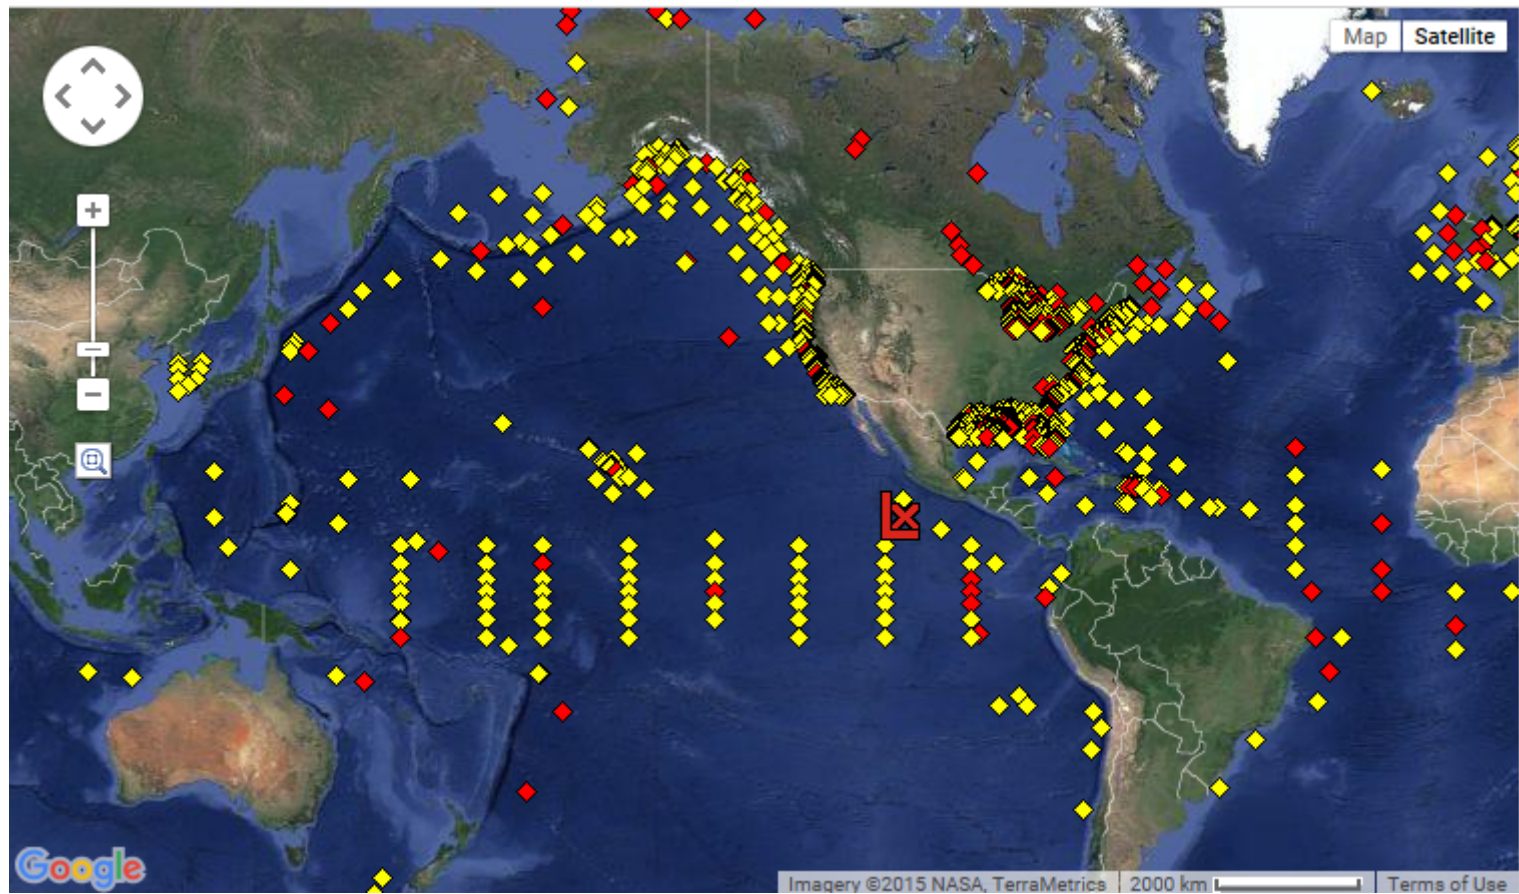 Map
Satellite
Google
Imagery ©2015 NASA, TerraMetrics
2000 km
Terms of Use